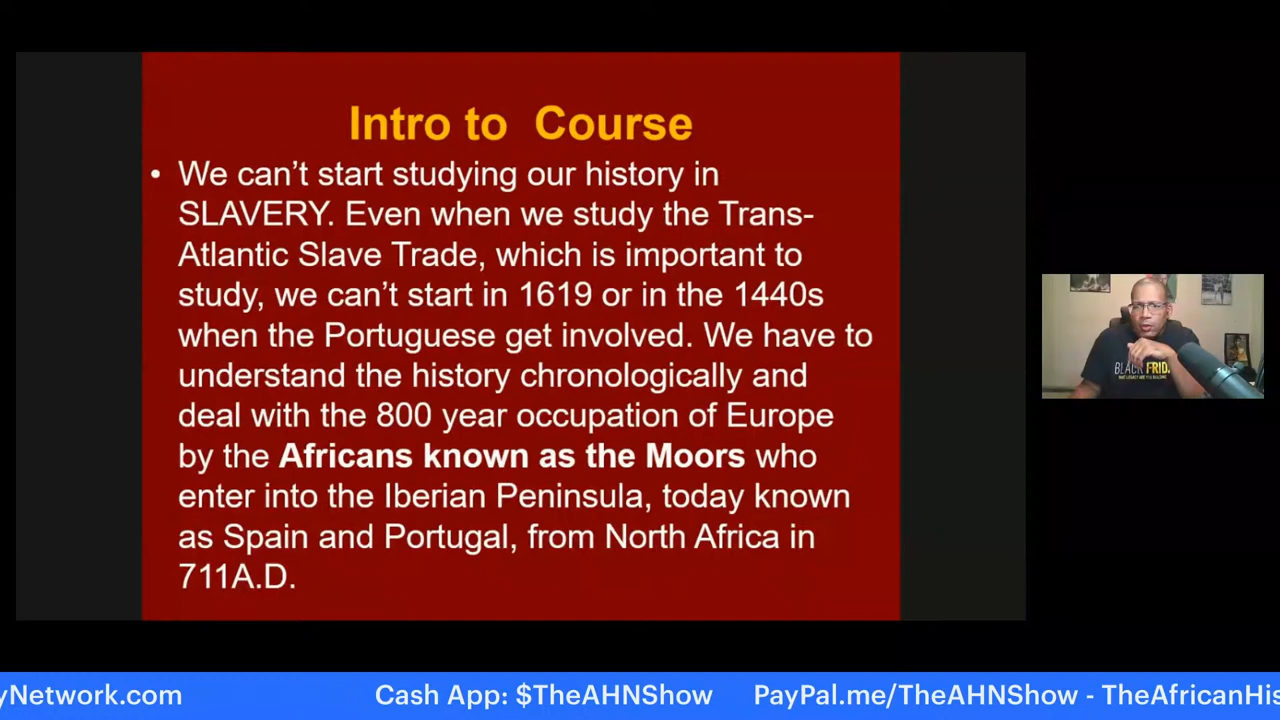 Intro to Course
• We can't start studying our history in
SLAVERY. Even when we study the Trans-
Atlantic Slave Trade, which is important to
study, we can't start in 1619 or in the 1440s
when the Portuguese get involved. We have to
understand the history chronologically and
deal with the 800 year occupation of Europe
by the Africans known as the Moors who
enter into the Iberian Peninsula, today known
as Spain and Portugal, from North Africa in
711A.D.
BLACK FRID
yNetwork.com Cash App: $TheAHNShow PayPal.me/TheAHNShow - TheAfricanHis